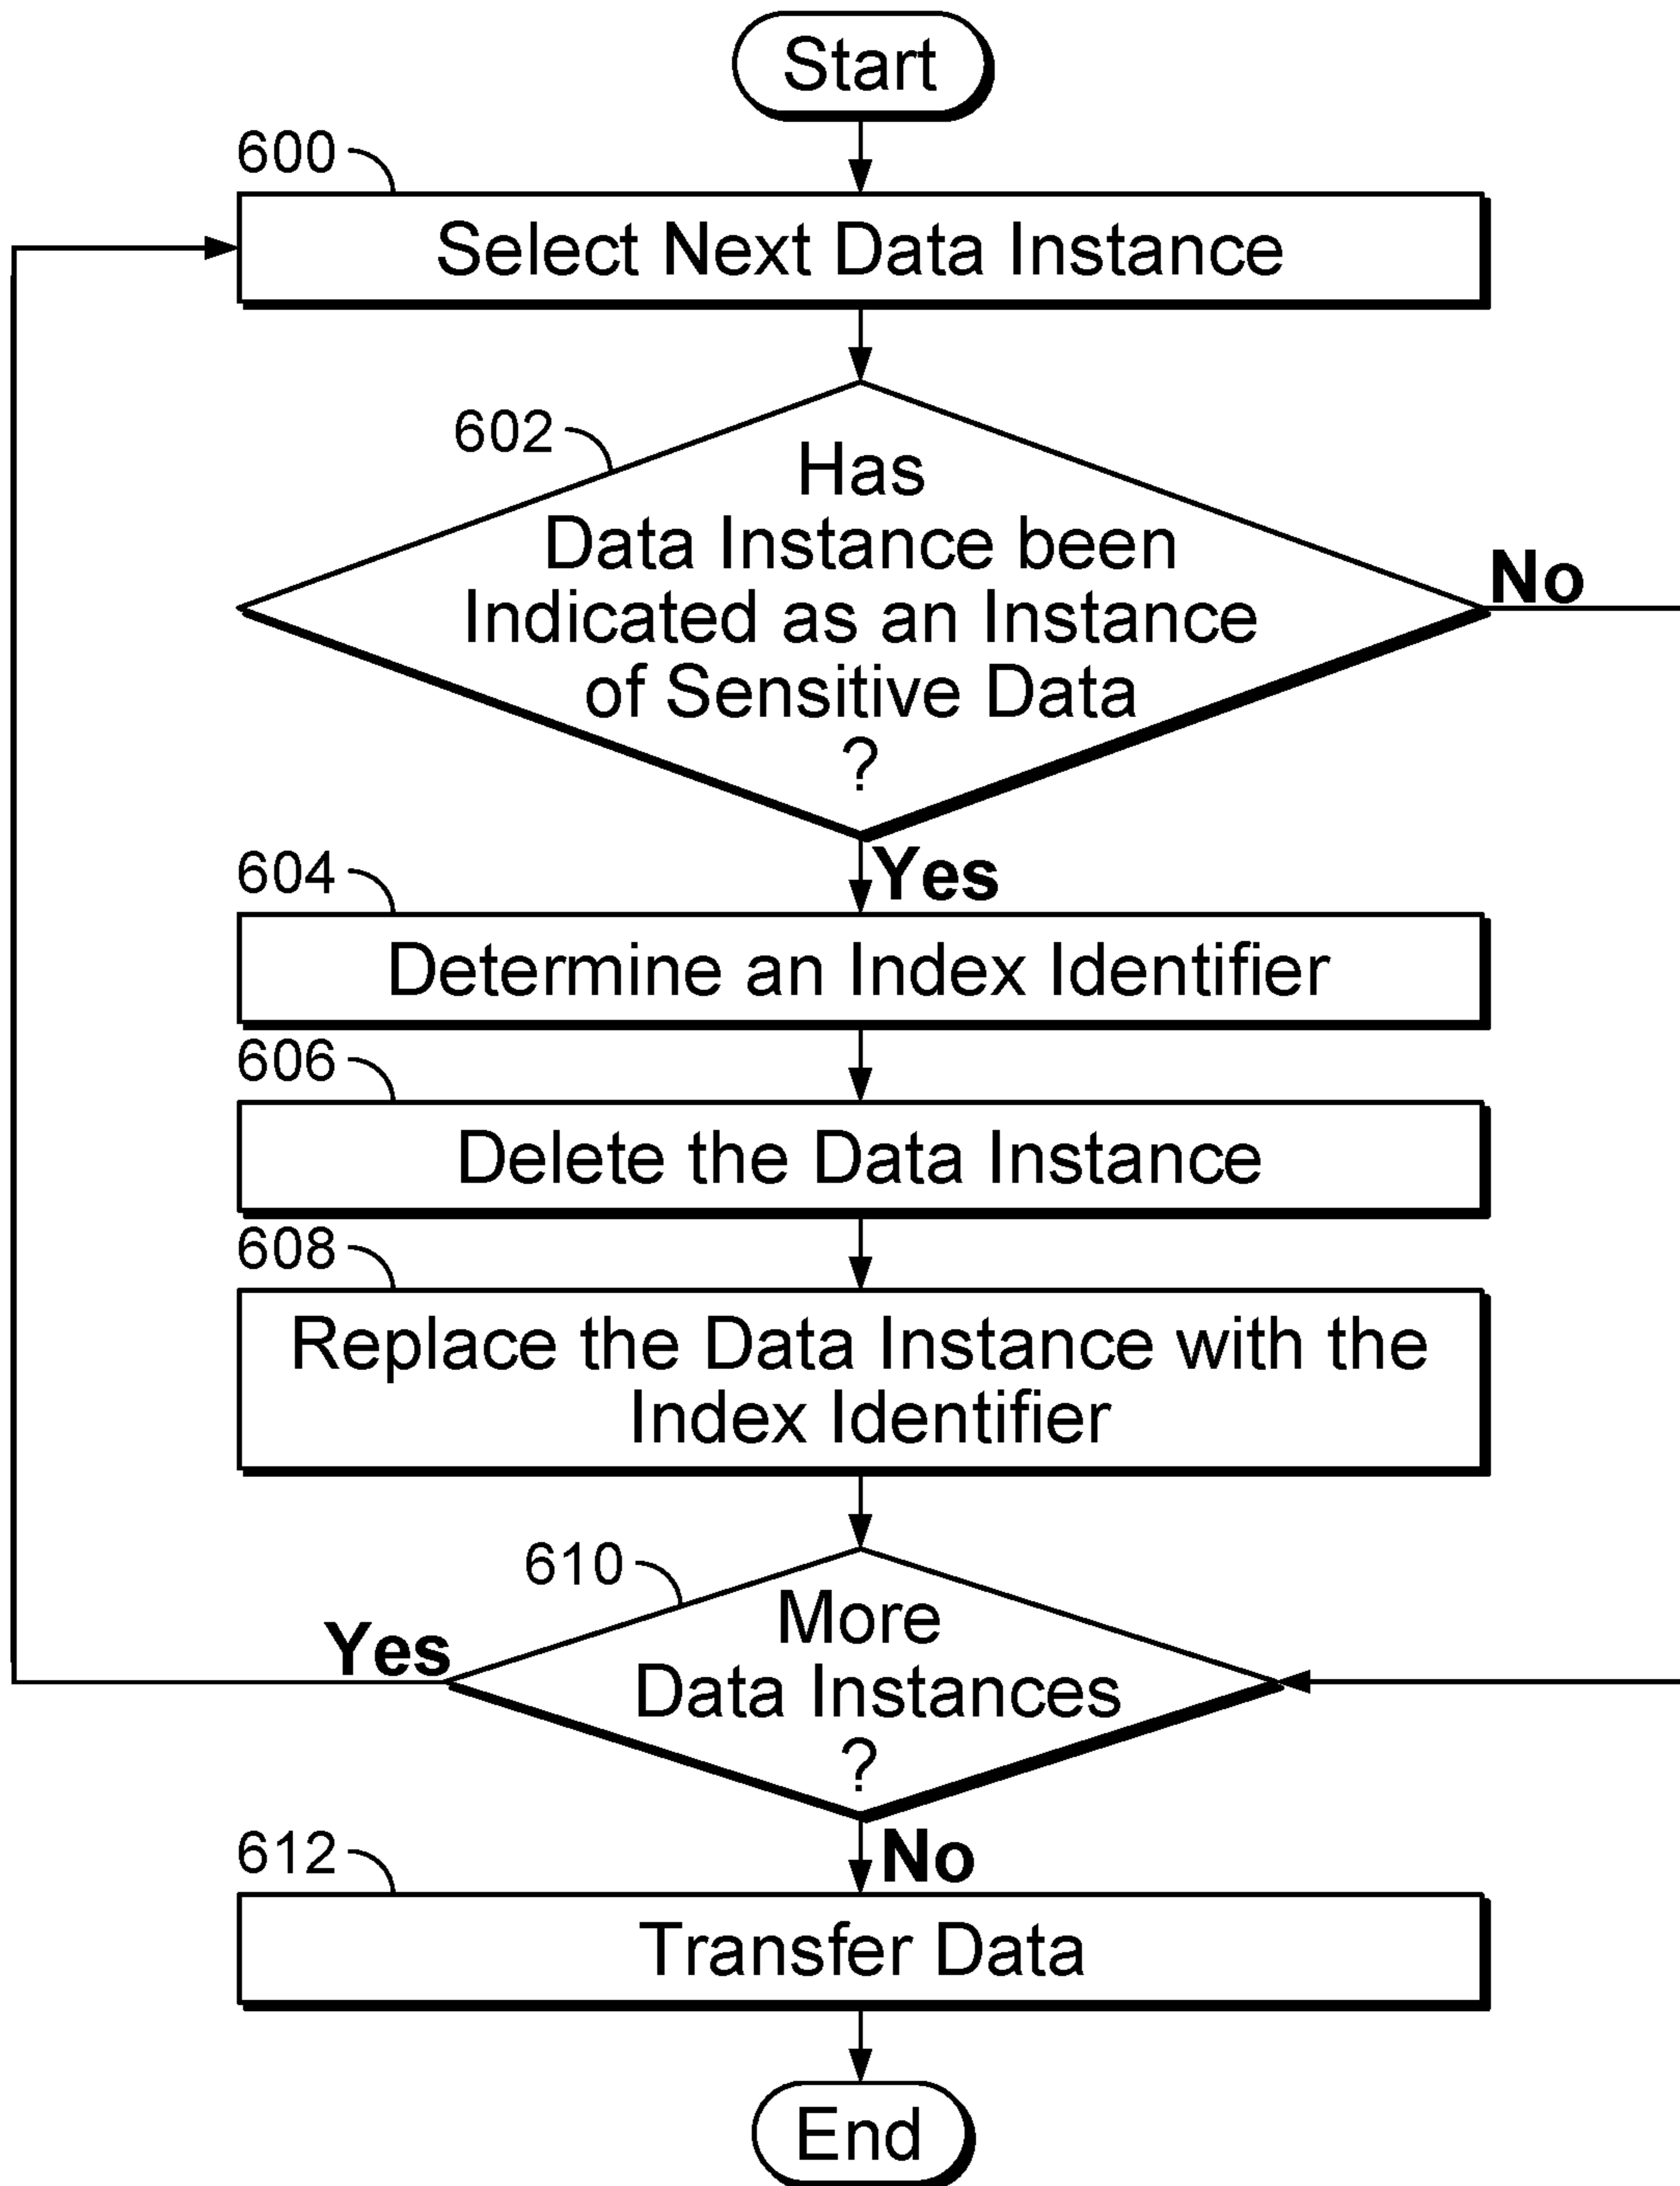 Start
600
Select Next Data Instance
602
Has
Data Instance been
Indicated as an Instance
of Sensitive Data
?
No
Yes
604
Determine an Index Identifier
606
Delete the Data Instance
608
Replace the Data Instance with the
Index Identifier
610
More
Data Instances
?
Yes
No
612
Transfer Data
End